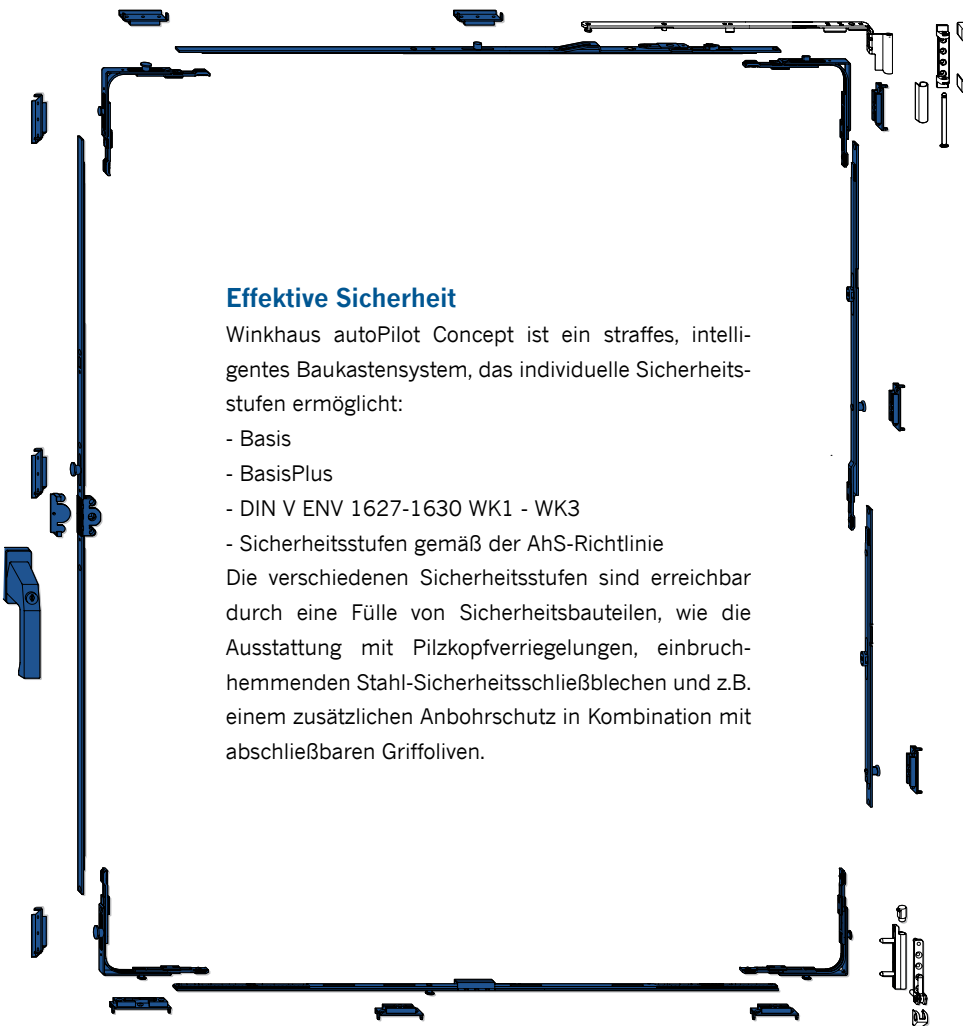 Effektive Sicherheit
Winkhaus autoPilot Concept ist ein straffes, intelli-
gentes Baukastensystem, das individuelle Sicherheits-
stufen ermöglicht:
- Basis
- BasisPlus
- DIN V ENV 1627-1630 WK1 - WK3
- Sicherheitsstufen gemäß der AhS-Richtlinie
Die verschiedenen Sicherheitsstufen sind erreichbar
durch eine Fülle von Sicherheitsbauteilen, wie die
Ausstattung mit Pilzkopfverriegelungen, einbruch-
hemmenden Stahl-Sicherheitsschließblechen und z.B.
einem zusätzlichen Anbohrschutz in Kombination mit
abschließbaren Griffoliven.